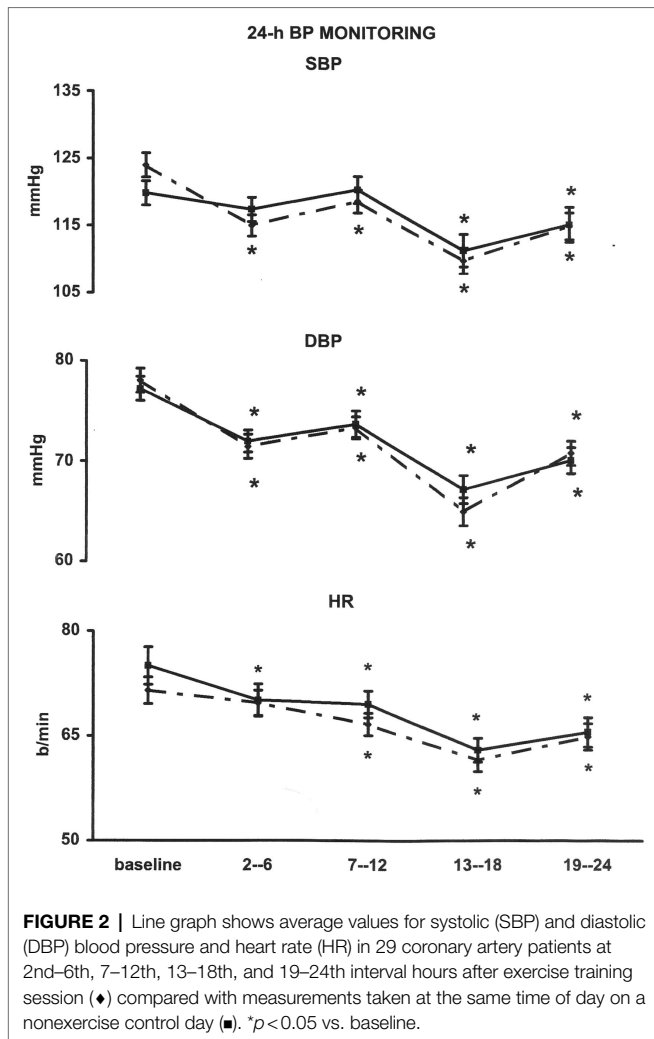 24-h BP MONITORING
SBP
135
125
115
105
mmHg
* * * *
* *
DBP
80
70
60
mmHg
* * * *
* * * *
HR
80
65
50
b/min
* * * *
* * *
baseline 2--6 7--12 13--18 19--24
FIGURE 2 | Line graph shows average values for systolic (SBP) and diastolic
(DBP) blood pressure and heart rate (HR) in 29 coronary artery patients at
2nd–6th, 7–12th, 13–18th, and 19–24th interval hours after exercise training
session (♦) compared with measurements taken at the same time of day on a
nonexercise control day (■). *p < 0.05 vs. baseline.